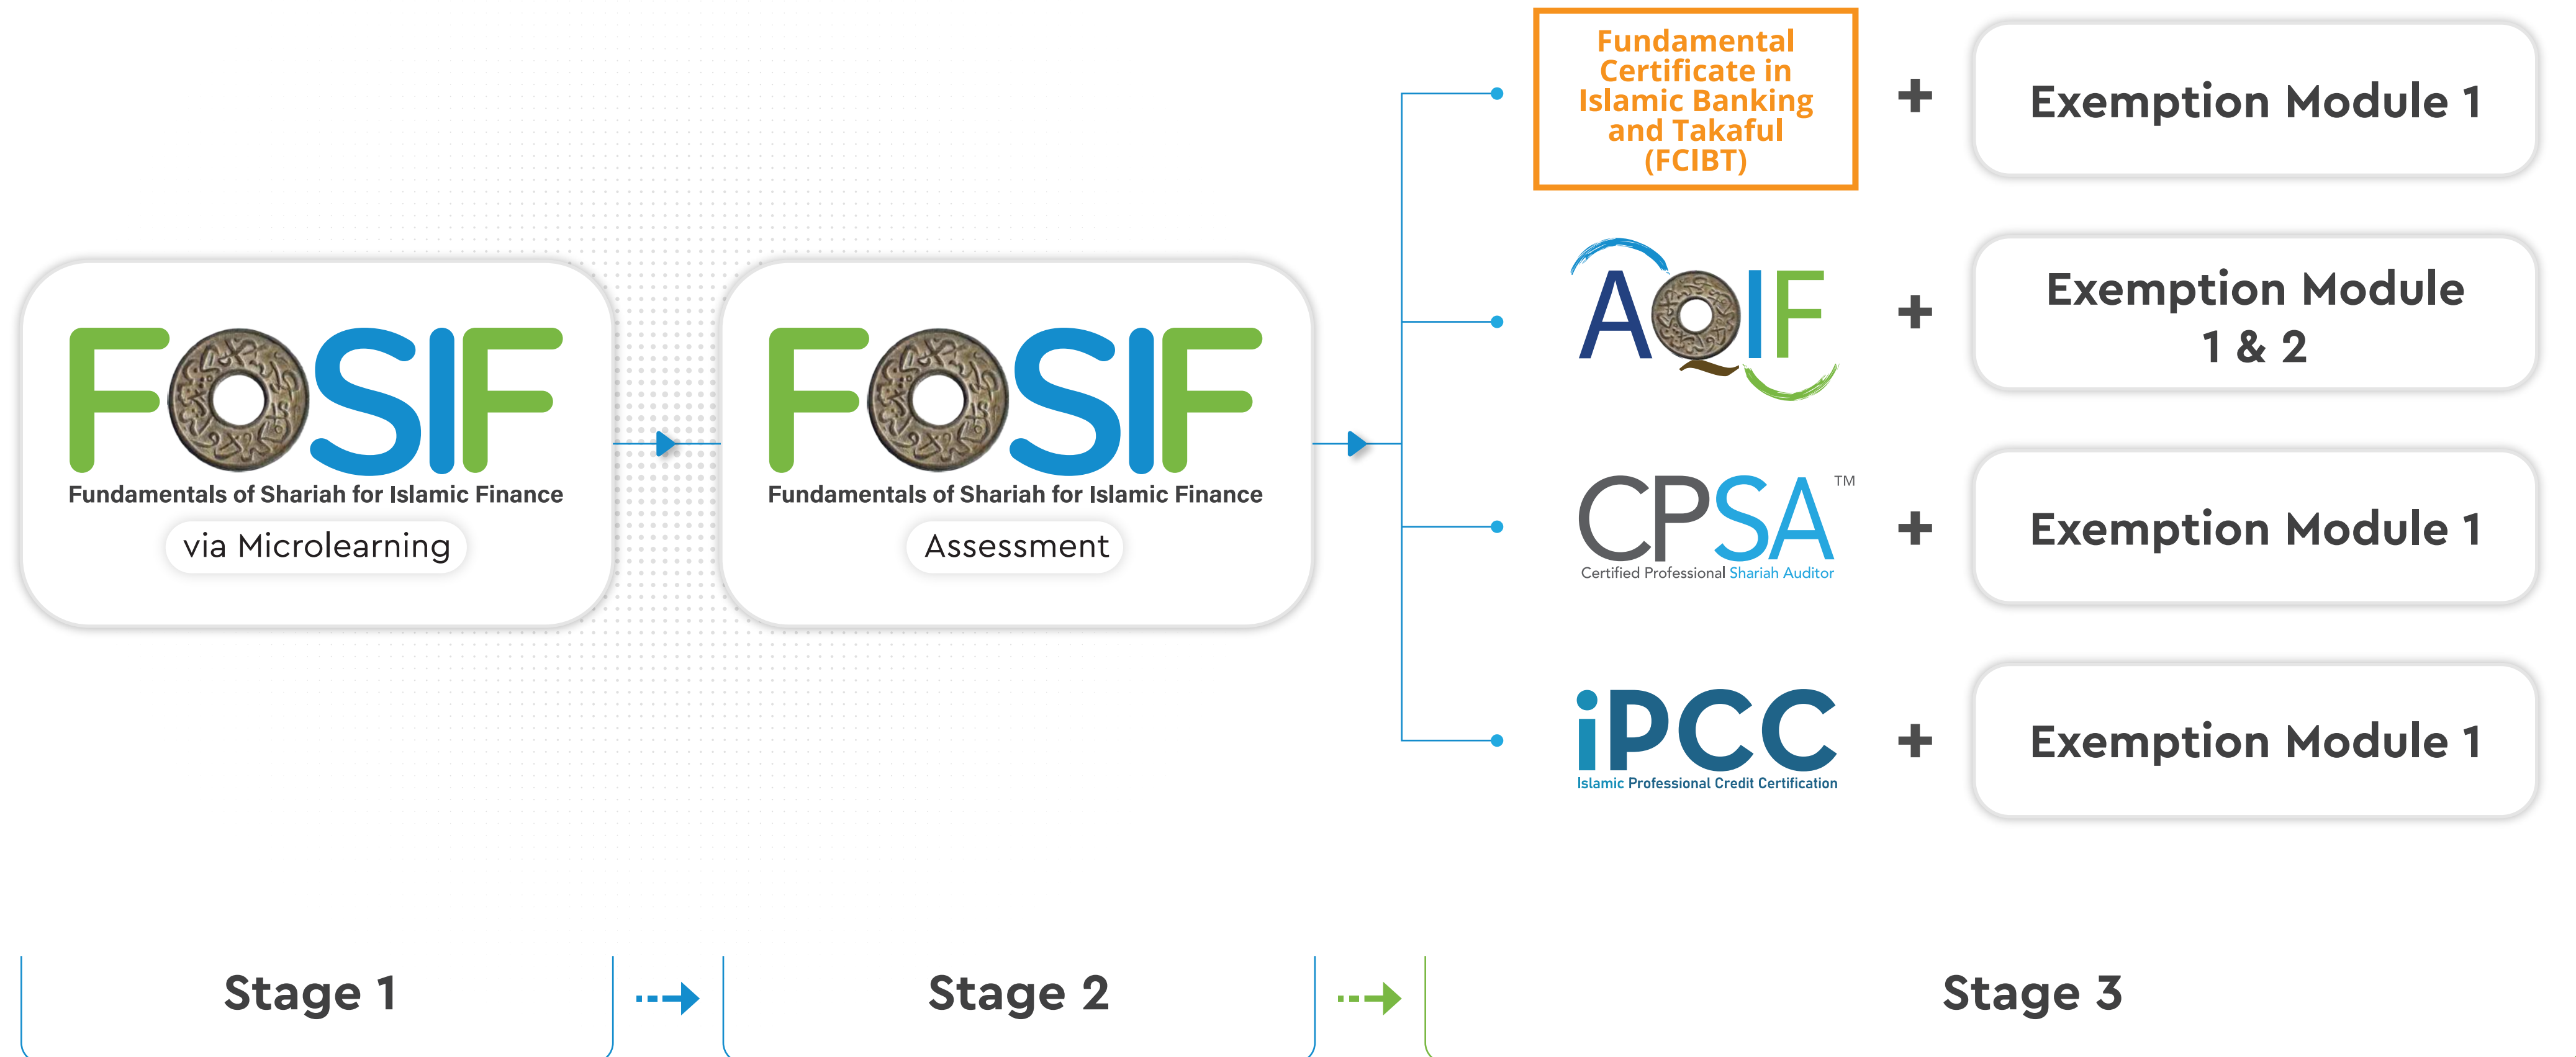 FOSIF
Fundamentals of Shariah for Islamic Finance
via Microlearning
FOSIF
Fundamentals of Shariah for Islamic Finance
Assessment
Fundamental
Certificate in
Islamic Banking
and Takaful
(FCIBT)
+
Exemption Module 1
AQIF
+
Exemption Module
1 & 2
CPSA™
Certified Professional Shariah Auditor
+
Exemption Module 1
iPCC
Islamic Professional Credit Certification
+
Exemption Module 1
Stage 1
Stage 2
Stage 3